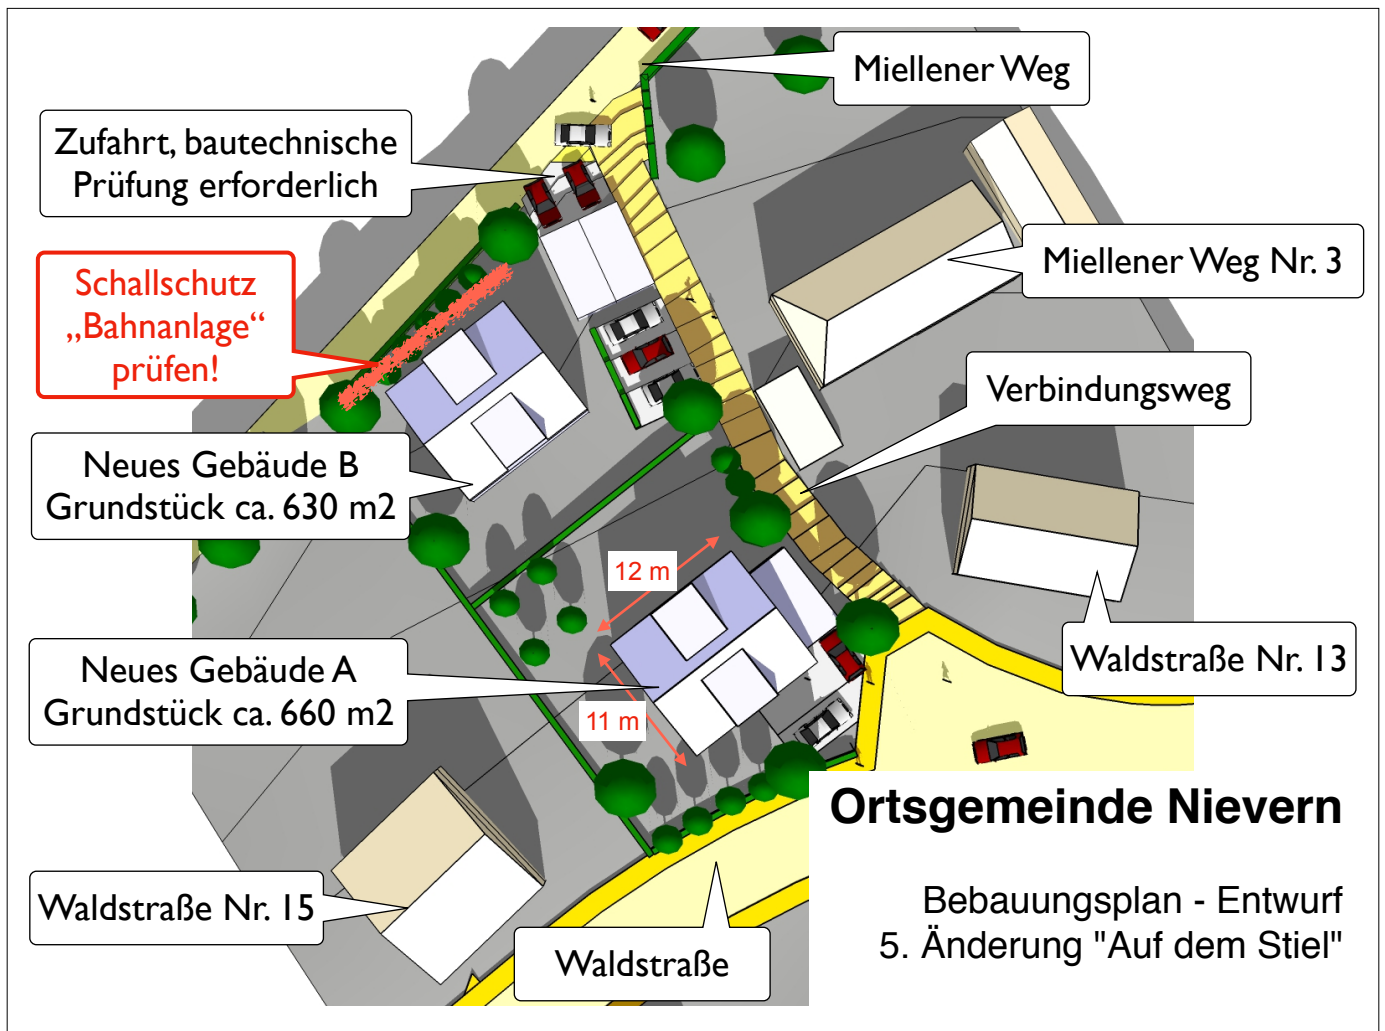 Miellener Weg
Zufahrt, bautechnische
Prüfung erforderlich
Miellener Weg Nr. 3
Schallschutz
„Bahnanlage“
prüfen!
Verbindungsweg
Neues Gebäude B
Grundstück ca. 630 m2
12 m
Waldstraße Nr. 13
Neues Gebäude A
Grundstück ca. 660 m2
11 m
Ortsgemeinde Nievern
Waldstraße Nr. 15
Bebauungsplan - Entwurf
5. Änderung "Auf dem Stiel"
Waldstraße